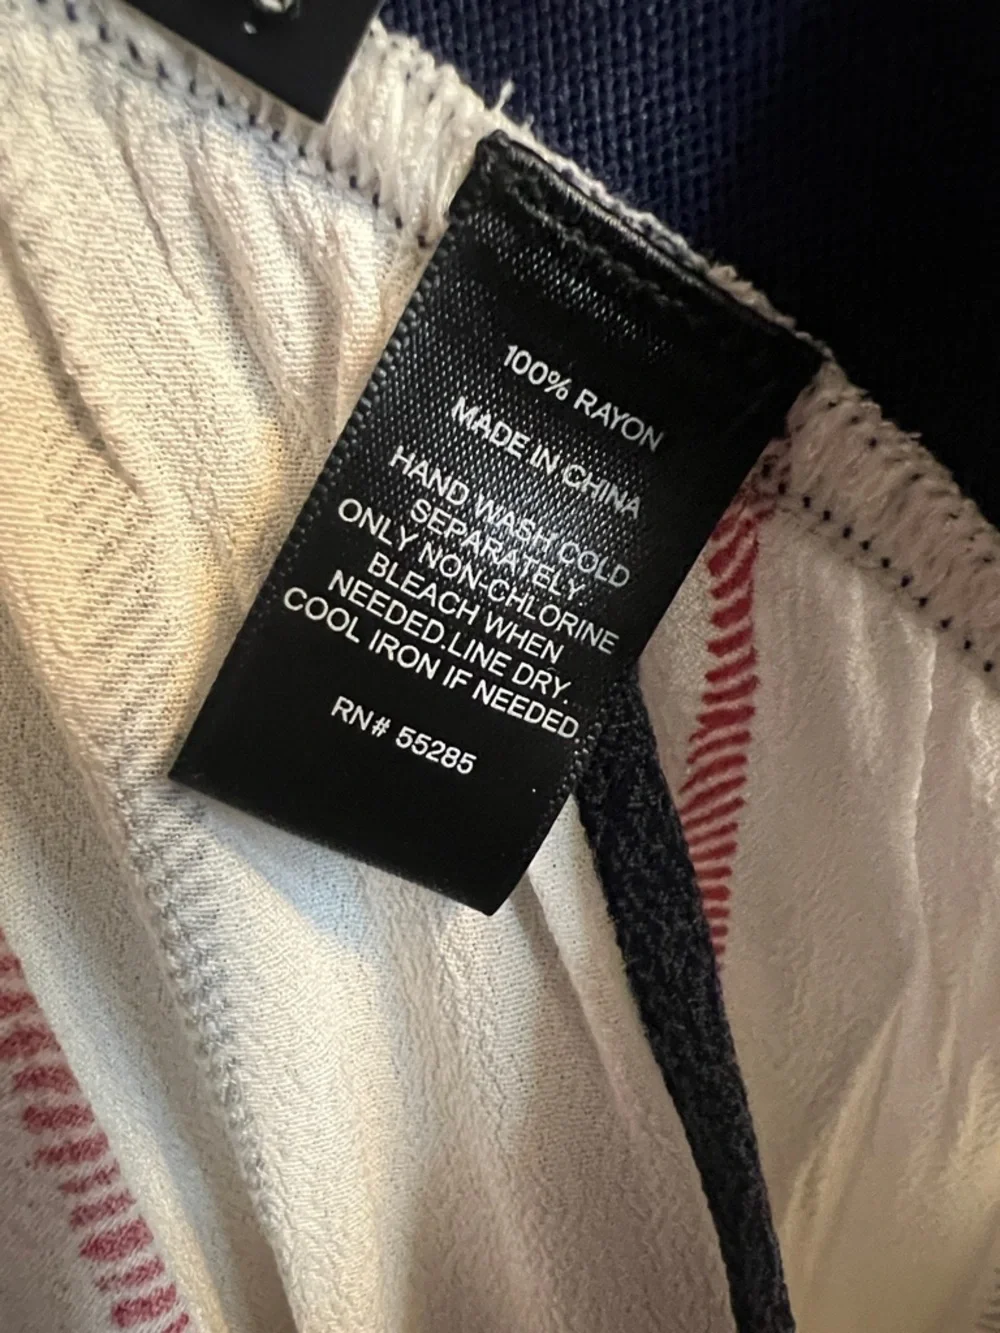 100% RAYON
MADE IN CHINA
HAND WASH COLD
SEPARATELY
ONLY NON-CHLORINE
BLEACH WHEN
NEEDED.LINE DRY.
COOL IRON IF NEEDED.
RN# 55285